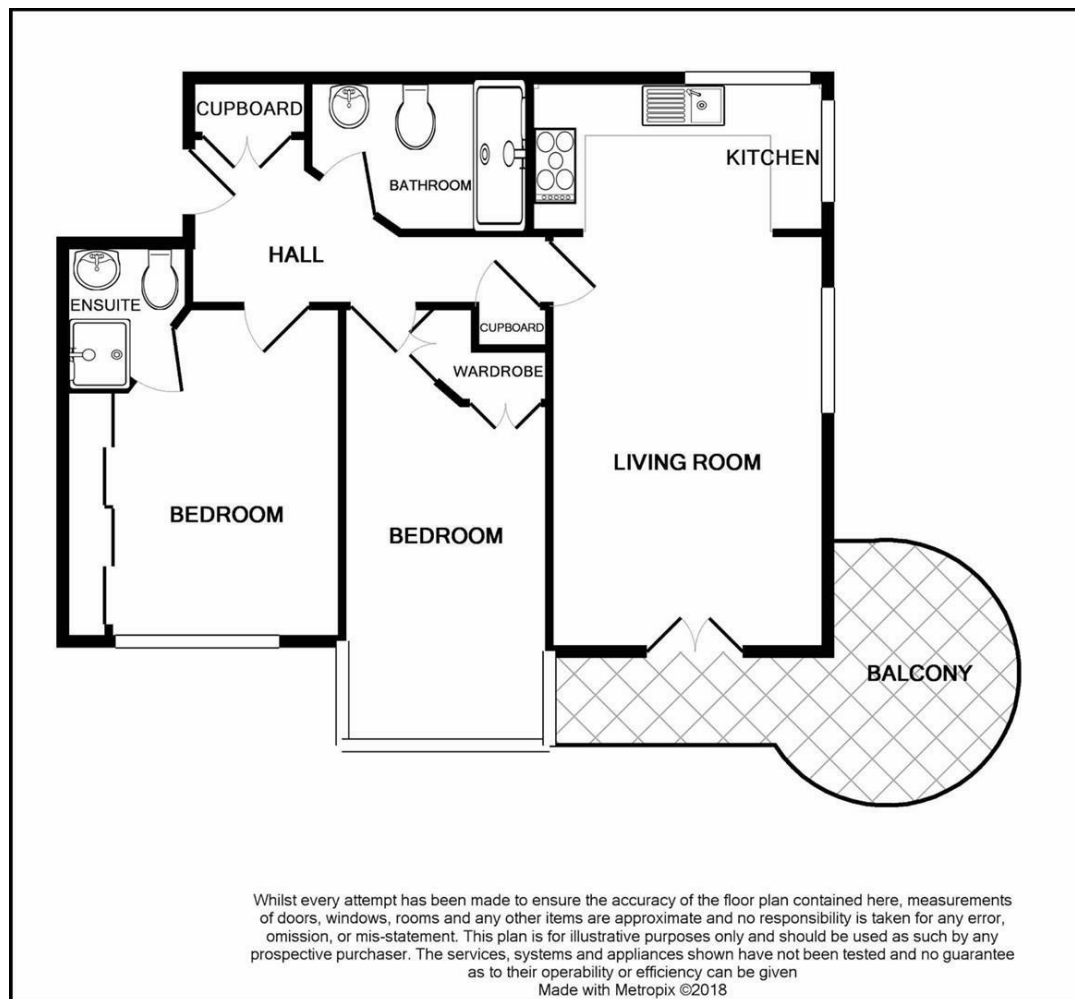 CUPBOARD
BATHROOM
KITCHEN
HALL
ENSUITE
CUPBOARD
WARDROBE
LIVING ROOM
BEDROOM
BEDROOM
BALCONY
Whilst every attempt has been made to ensure the accuracy of the floor plan contained here, measurements
of doors, windows, rooms and any other items are approximate and no responsibility is taken for any error,
omission, or mis-statement. This plan is for illustrative purposes only and should be used as such by any
prospective purchaser. The services, systems and appliances shown have not been tested and no guarantee
as to their operability or efficiency can be given
Made with Metropix ©2018